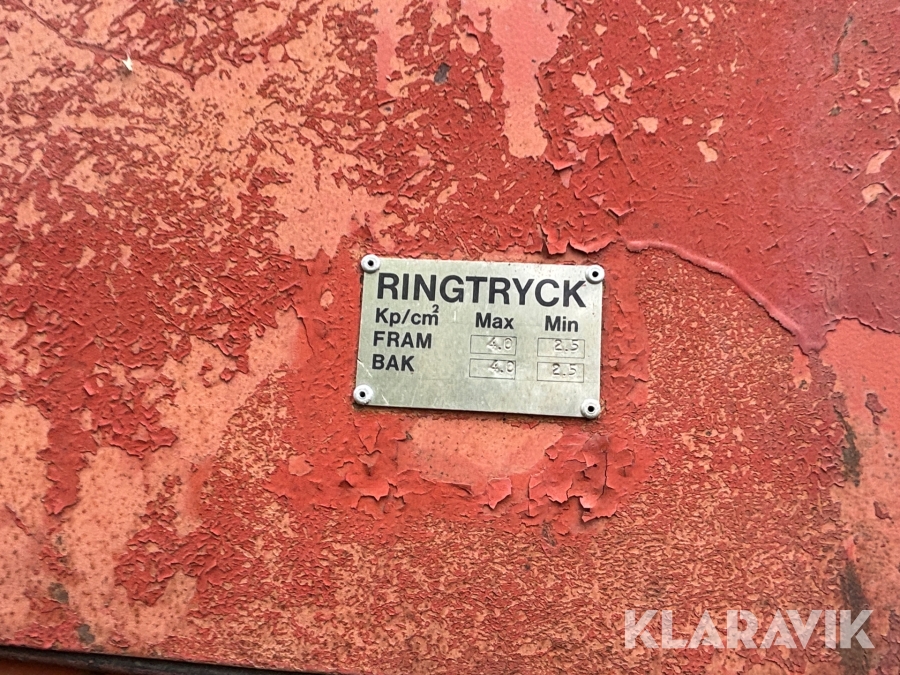 RINGTRYCK
Kp/cm² Max Min
FRAM 4.0 2.5
BAK 4.0 2.5
KLARAVIK